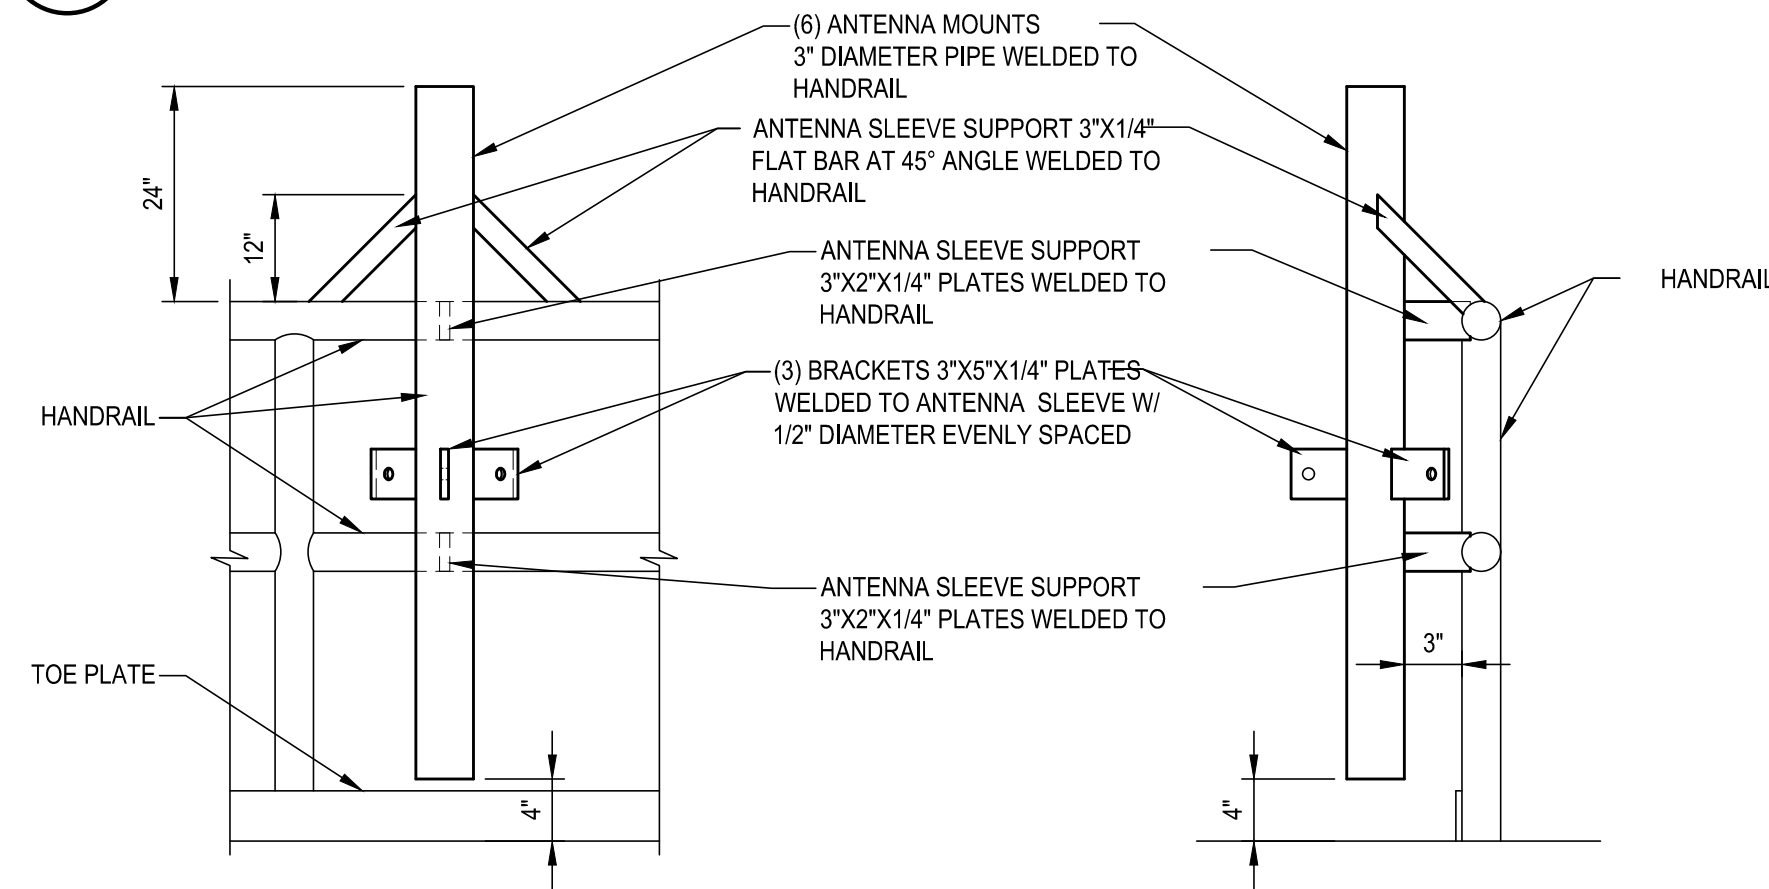 (6) ANTENNA MOUNTS
3" DIAMETER PIPE WELDED TO
HANDRAIL
ANTENNA SLEEVE SUPPORT 3"X1/4"
FLAT BAR AT 45° ANGLE WELDED TO
HANDRAIL
24"
12"
ANTENNA SLEEVE SUPPORT
3"X2"X1/4" PLATES WELDED TO
HANDRAIL
HANDRAIL
(3) BRACKETS 3"X5"X1/4" PLATES
WELDED TO ANTENNA SLEEVE W/
1/2" DIAMETER EVENLY SPACED
HANDRAIL
ANTENNA SLEEVE SUPPORT
3"X2"X1/4" PLATES WELDED TO
HANDRAIL
3"
TOE PLATE
4"
4"